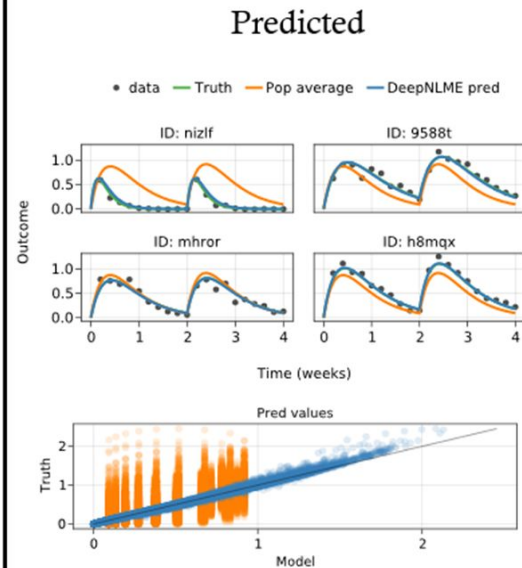 Predicted
data Truth Pop average DeepNLME pred
ID: nizlf ID: 9588t
1.0
0.5
0.0
Outcome
ID: mhror ID: h8mqx
1.0
0.5
0.0
0 1 2 3 4 0 1 2 3 4
Time (weeks)
Pred values
2
1
0
Truth
0 1 2
Model